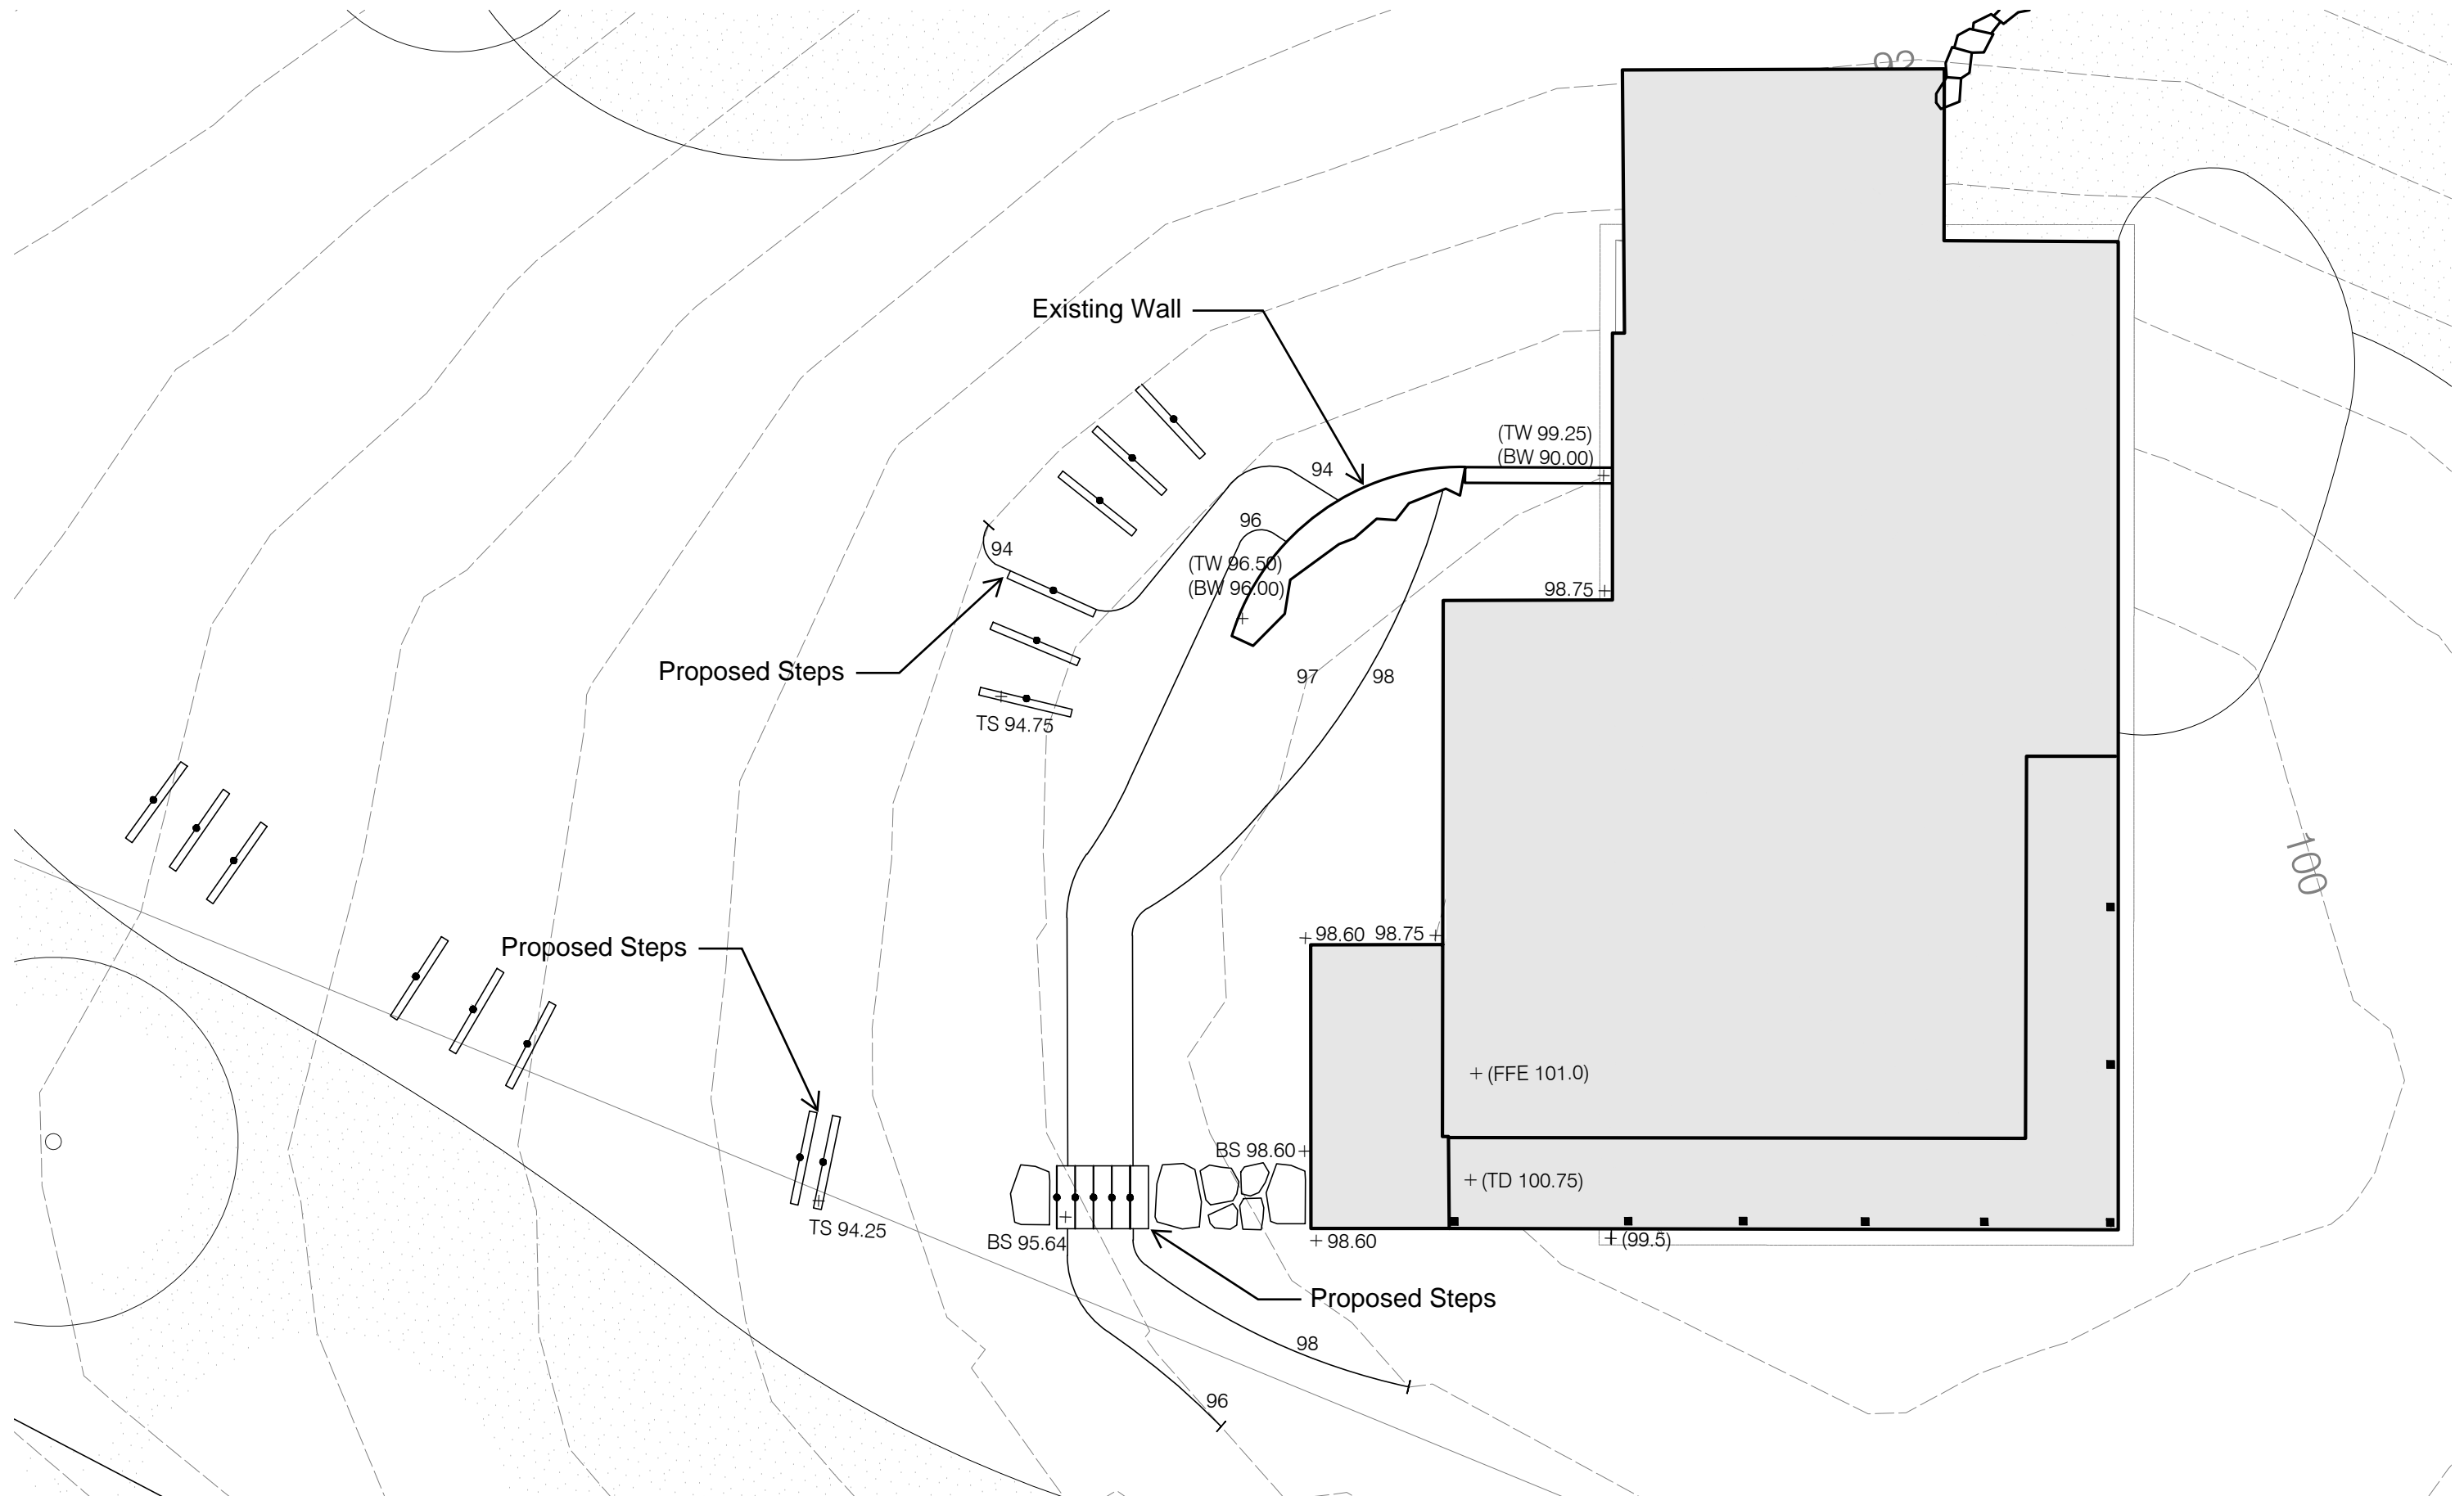 92
Existing Wall
(TW 99.25)
(BW 90.00)
94
96
94
(TW 96.50)
(BW 96.00)
98.75
Proposed Steps
97
98
TS 94.75
100
98.60
98.75
Proposed Steps
(FFE 101.0)
BS 98.60
(TD 100.75)
TS 94.25
BS 95.64
98.60
(99.5)
Proposed Steps
98
96